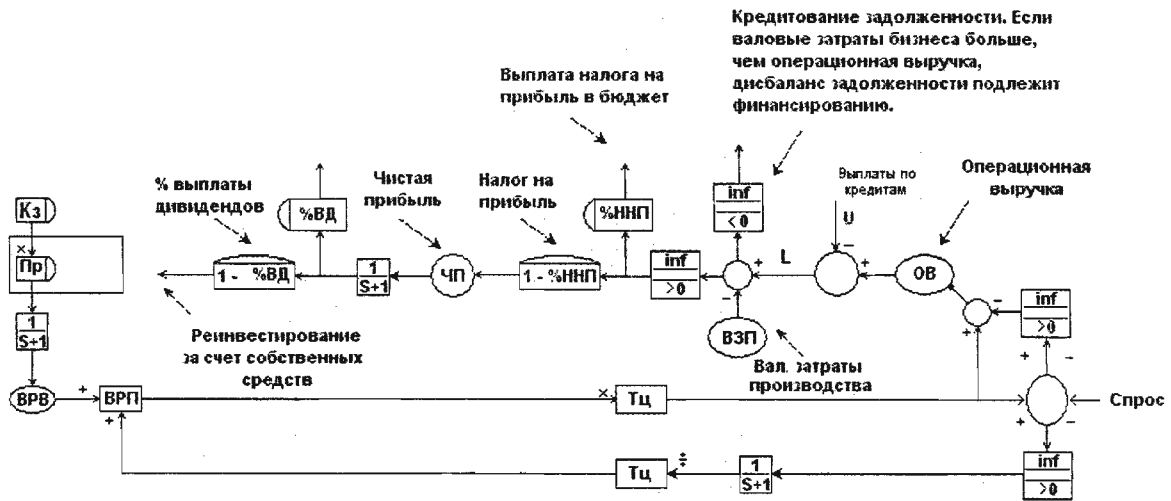 Кредитование задолженности. Если
валовые затраты бизнеса больше,
чем операционная выручка,
дисбаланс задолженности подлежит
финансированию.
Выплата налога на
прибыль в бюджет
% выплаты
дивидендов
Чистая
прибыль
Налог на
прибыль
Выплаты по
кредитам
Операционная
выручка
Кз
%ВД
%ННП
inf
<0
U
×
Пр
1 - %ВД
1
S+1
ЧП
1 - %ННП
inf
>0
+
-
L
-
+
ОВ
-
+
inf
>0
1
S+1
Реинвестирование
за счет собственных
средств
ВЗП
Вал. затраты
производства
+
-
ВРВ
+
ВРП
+
×
Тц
Спрос
+
-
Тц
÷
1
S+1
inf
>0